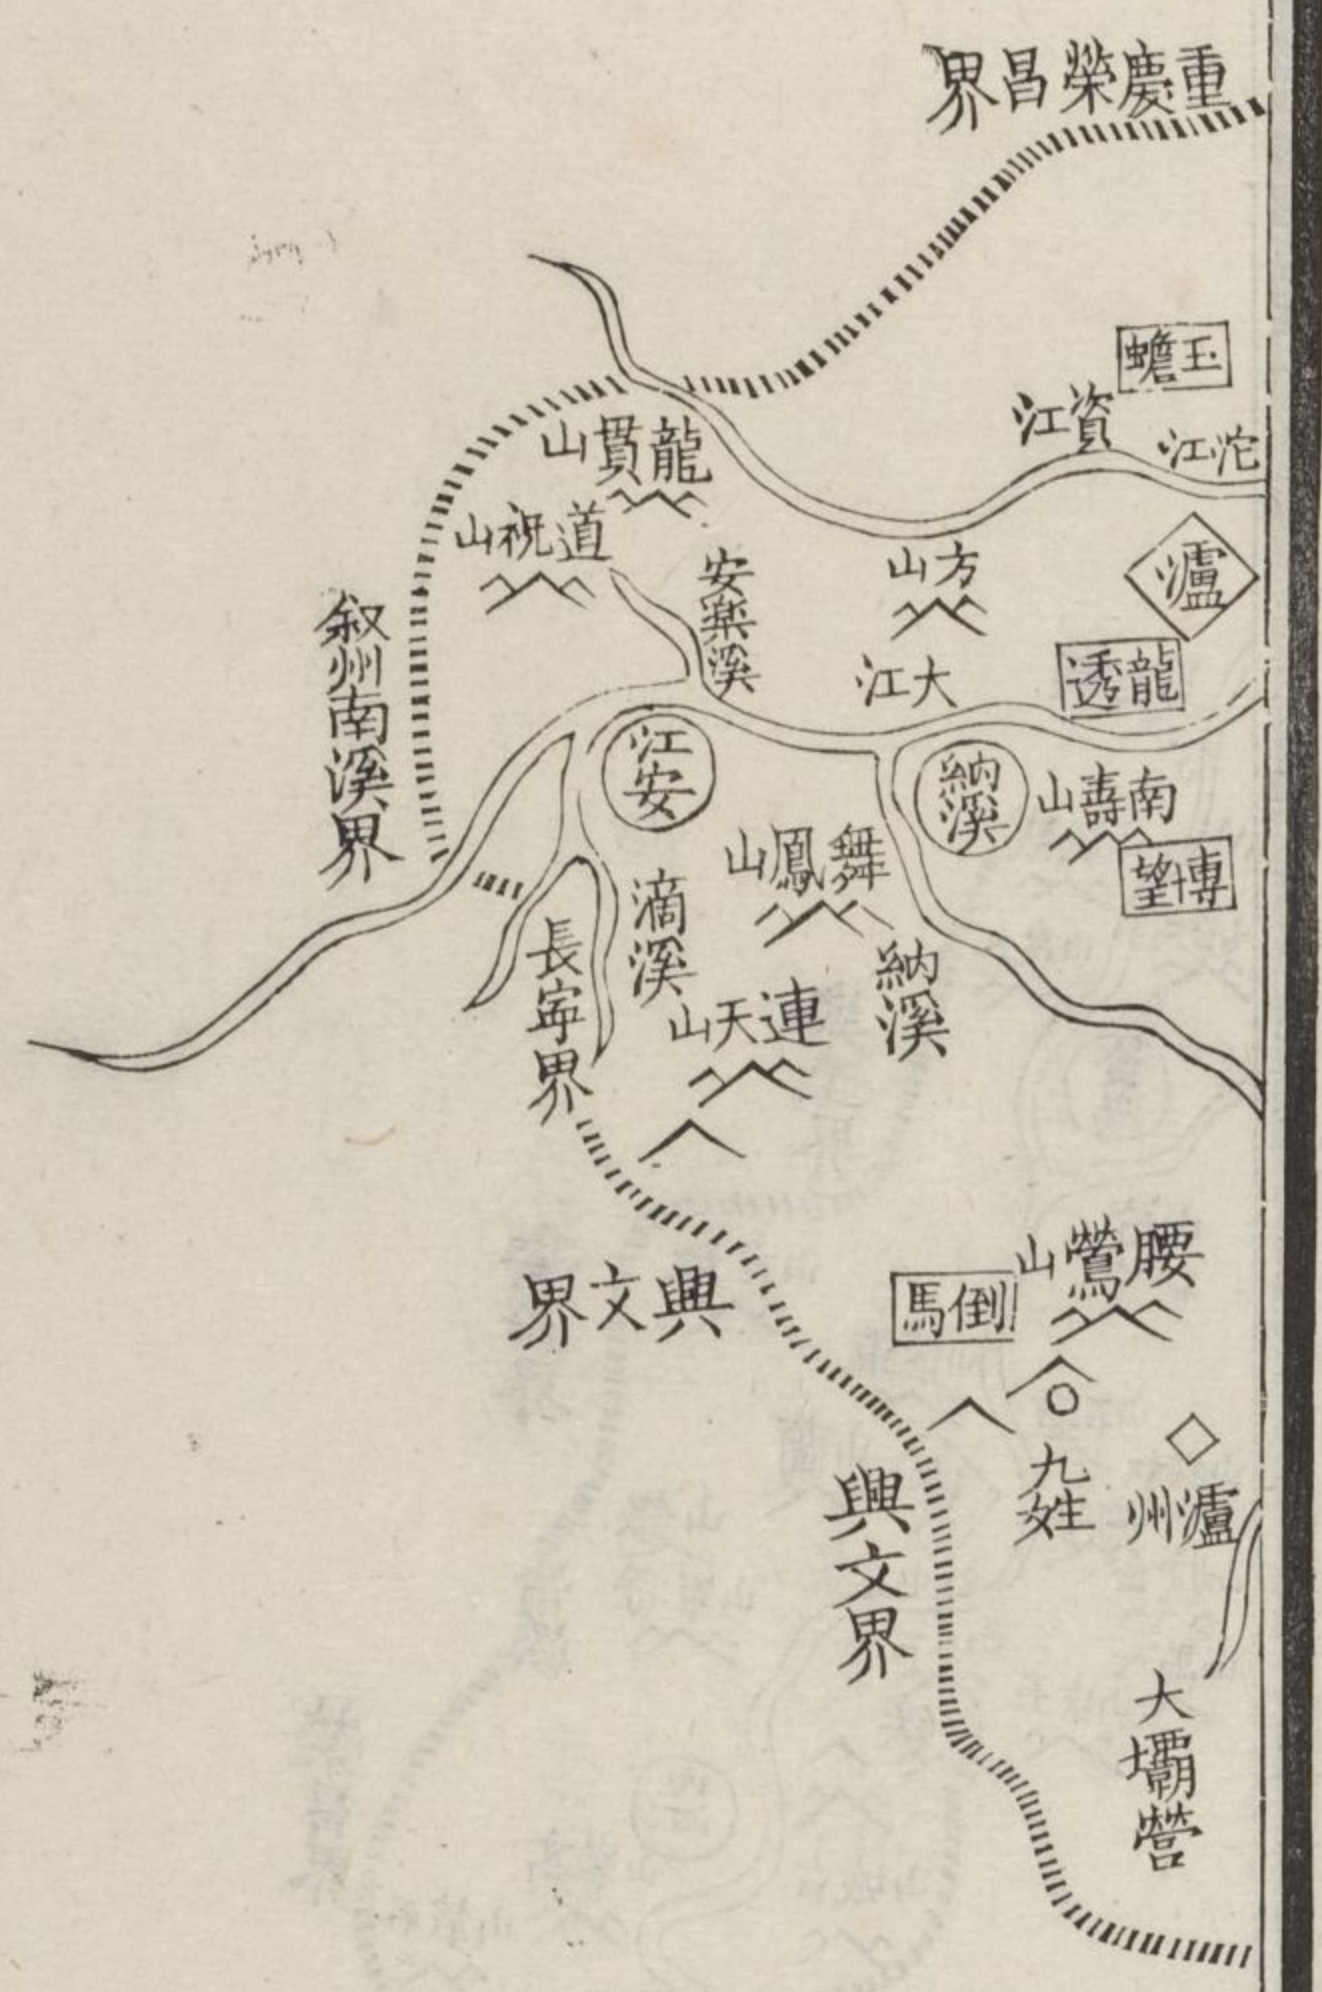 重慶榮昌界
玉蟾
資江
沱江
龍貫山
道祝山
安樂溪
方山
瀘
叙州南溪界
大江
龍透
江安
納溪
南壽山
博望
舞鳳山
滴溪
長寜界
納溪
連天山
腰鶯山
倒馬
興文界
九姓
瀘州
興文界
大壩營